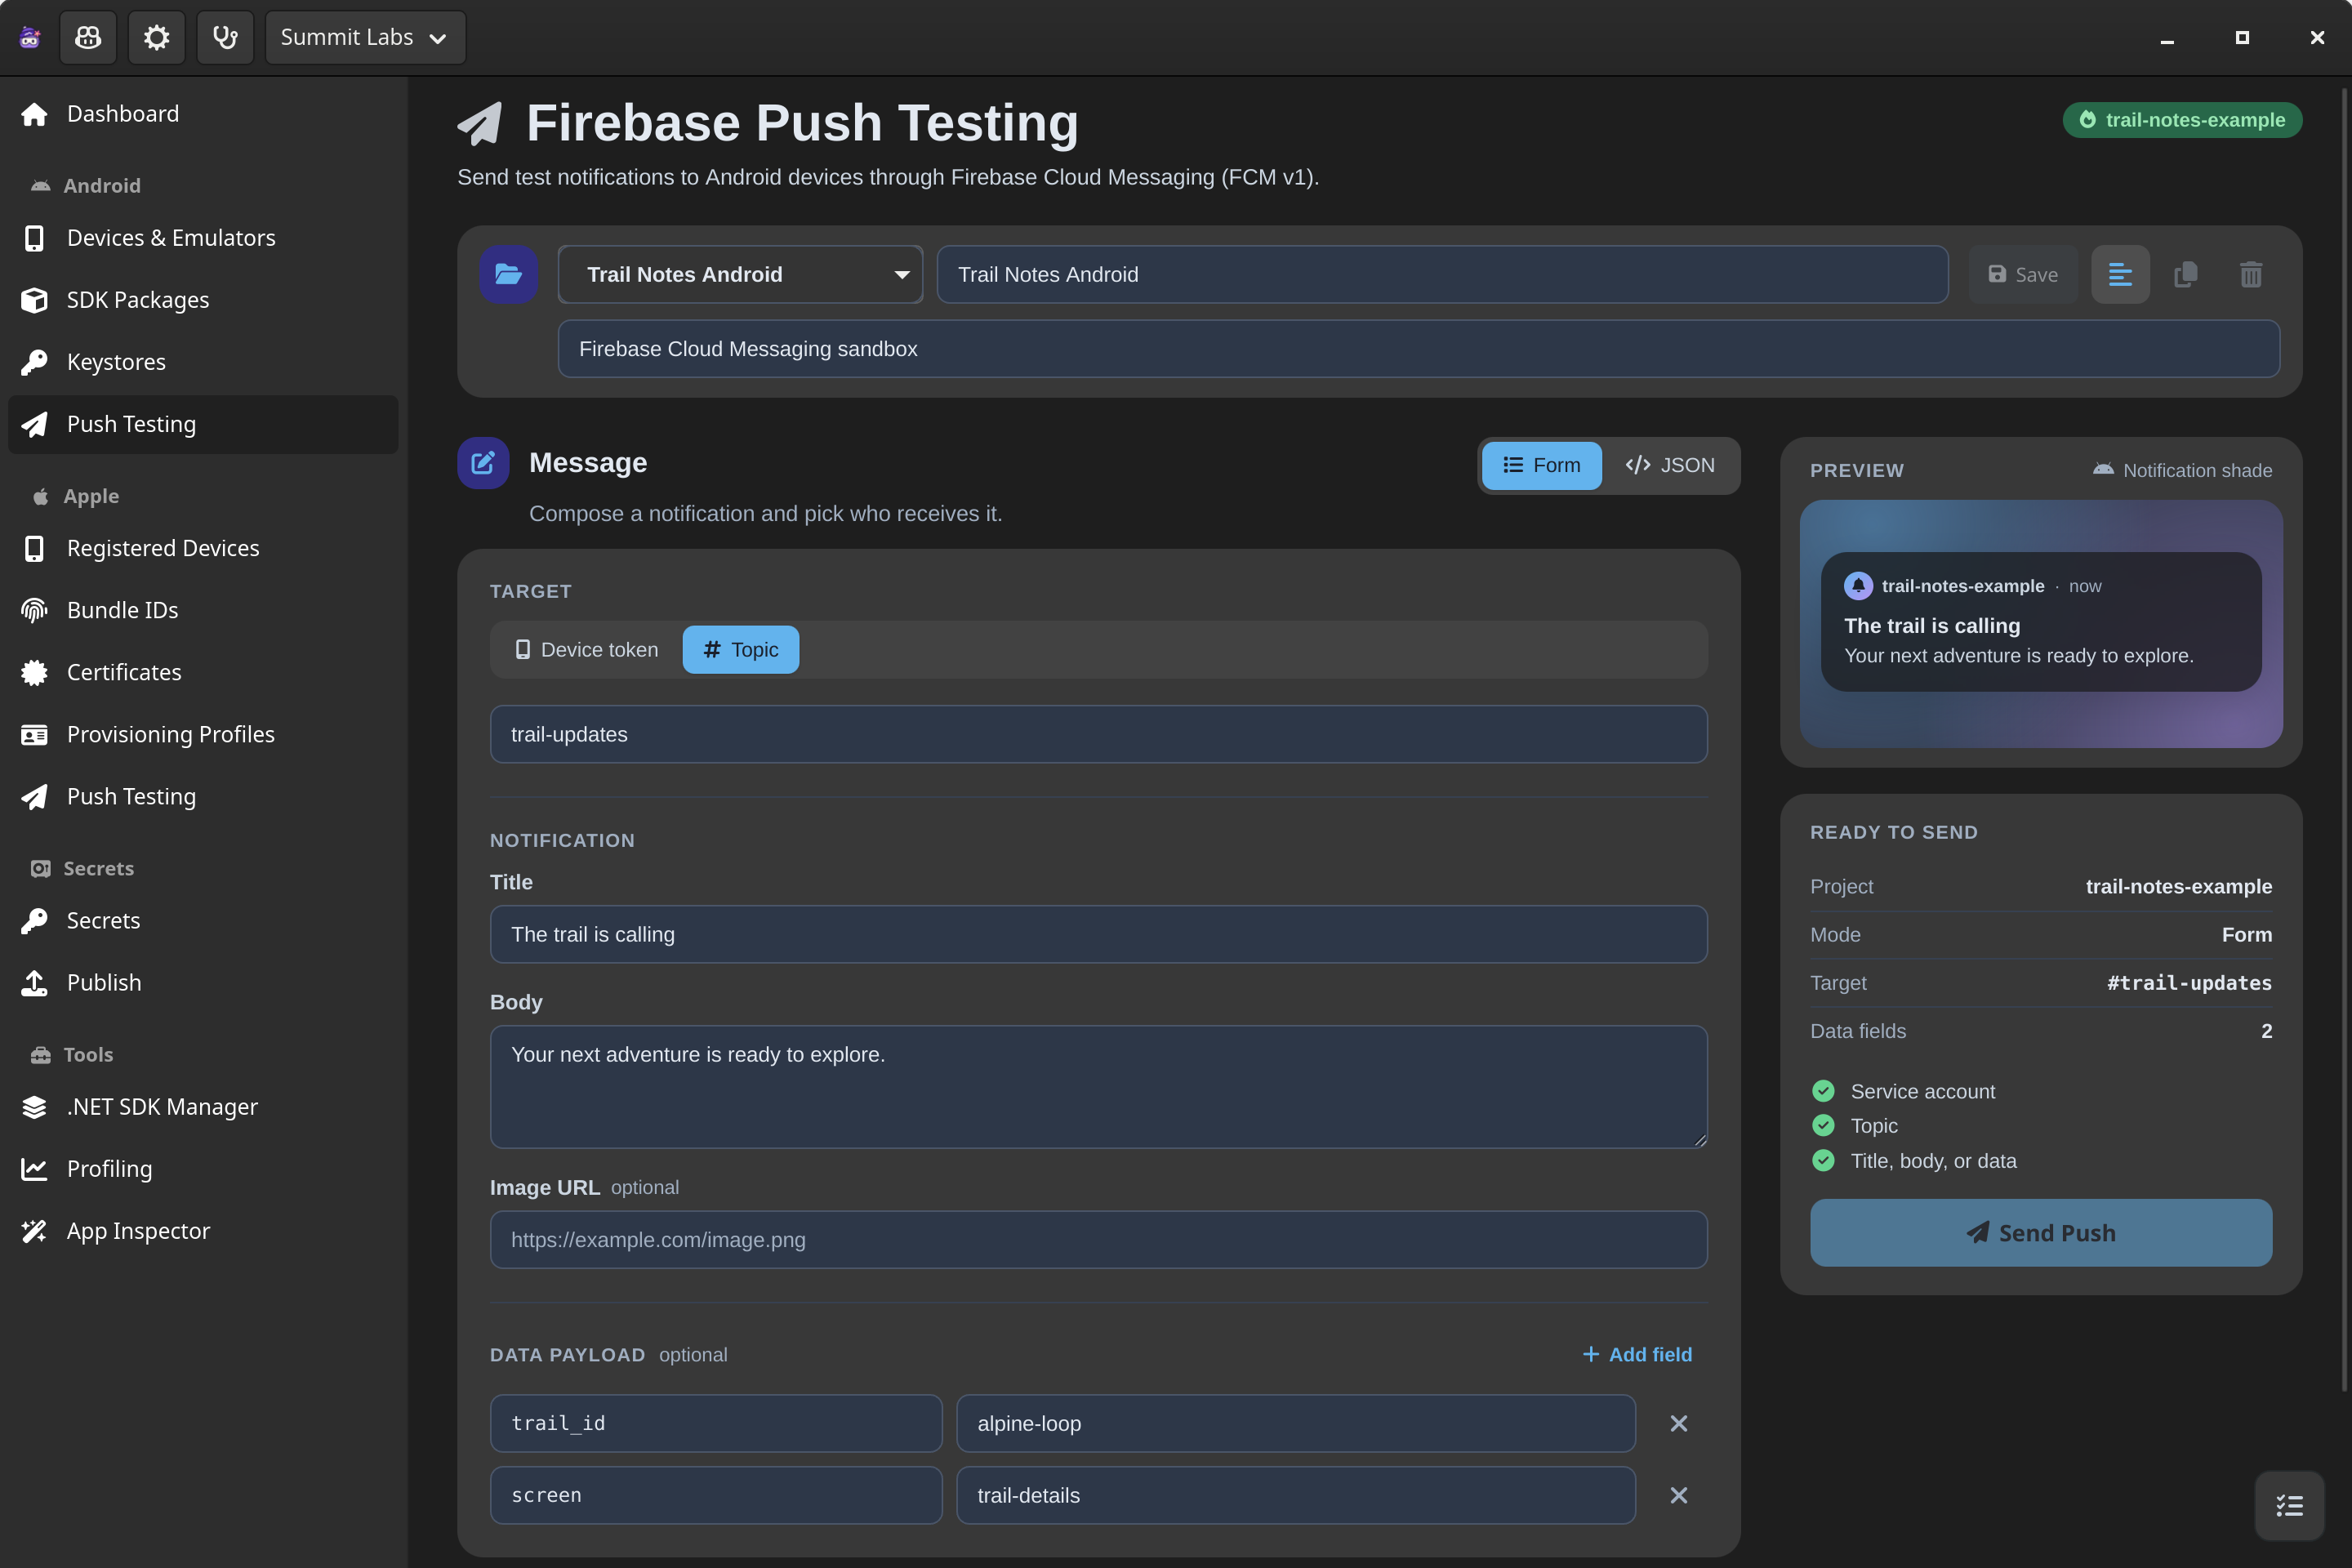 Summit Labs
Dashboard
Android
Devices & Emulators
SDK Packages
Keystores
Push Testing
Apple
Registered Devices
Bundle IDs
Certificates
Provisioning Profiles
Push Testing
Secrets
Secrets
Publish
Tools
.NET SDK Manager
Profiling
App Inspector
Firebase Push Testing
trail-notes-example
Send test notifications to Android devices through Firebase Cloud Messaging (FCM v1).
Trail Notes Android
Trail Notes Android
Save
Firebase Cloud Messaging sandbox
Message
Form
JSON
Compose a notification and pick who receives it.
TARGET
Device token
# Topic
trail-updates
NOTIFICATION
Title
The trail is calling
Body
Your next adventure is ready to explore.
Image URL optional
https://example.com/image.png
DATA PAYLOAD optional
+ Add field
trail_id
alpine-loop
screen
trail-details
PREVIEW
Notification shade
trail-notes-example · now
The trail is calling
Your next adventure is ready to explore.
READY TO SEND
Project trail-notes-example
Mode Form
Target #trail-updates
Data fields 2
Service account
Topic
Title, body, or data
Send Push